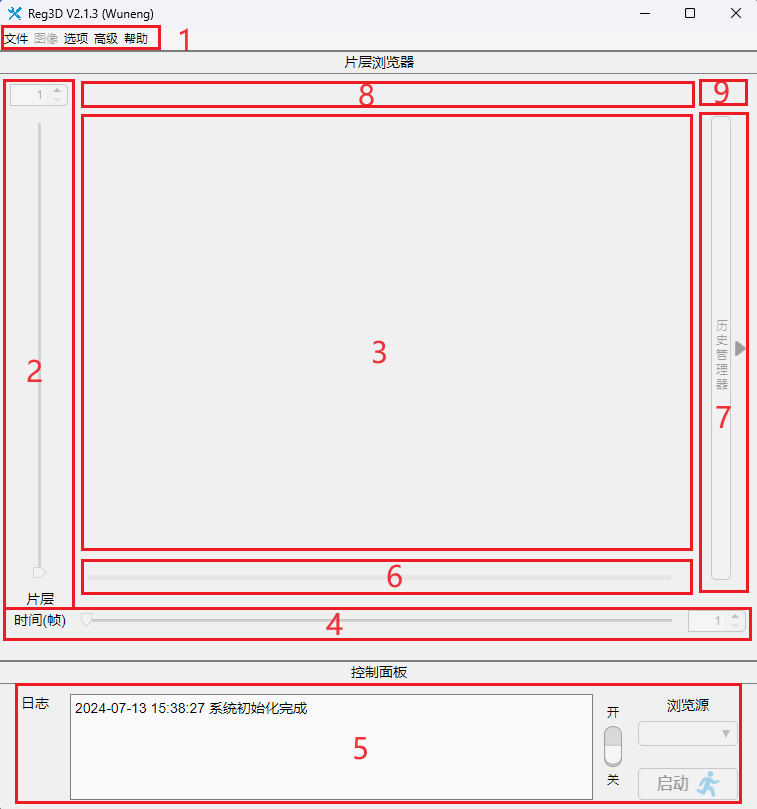 Reg3D V2.1.3 (Wuneng)
文件 图像 选项 高级 帮助 1
片层浏览器
1 8 9
3
2
历史管理器
7
6
片层
时间(帧) 4 1
控制面板
日志
2024-07-13 15:38:27 系统初始化完成
5
开
关
浏览源
启动